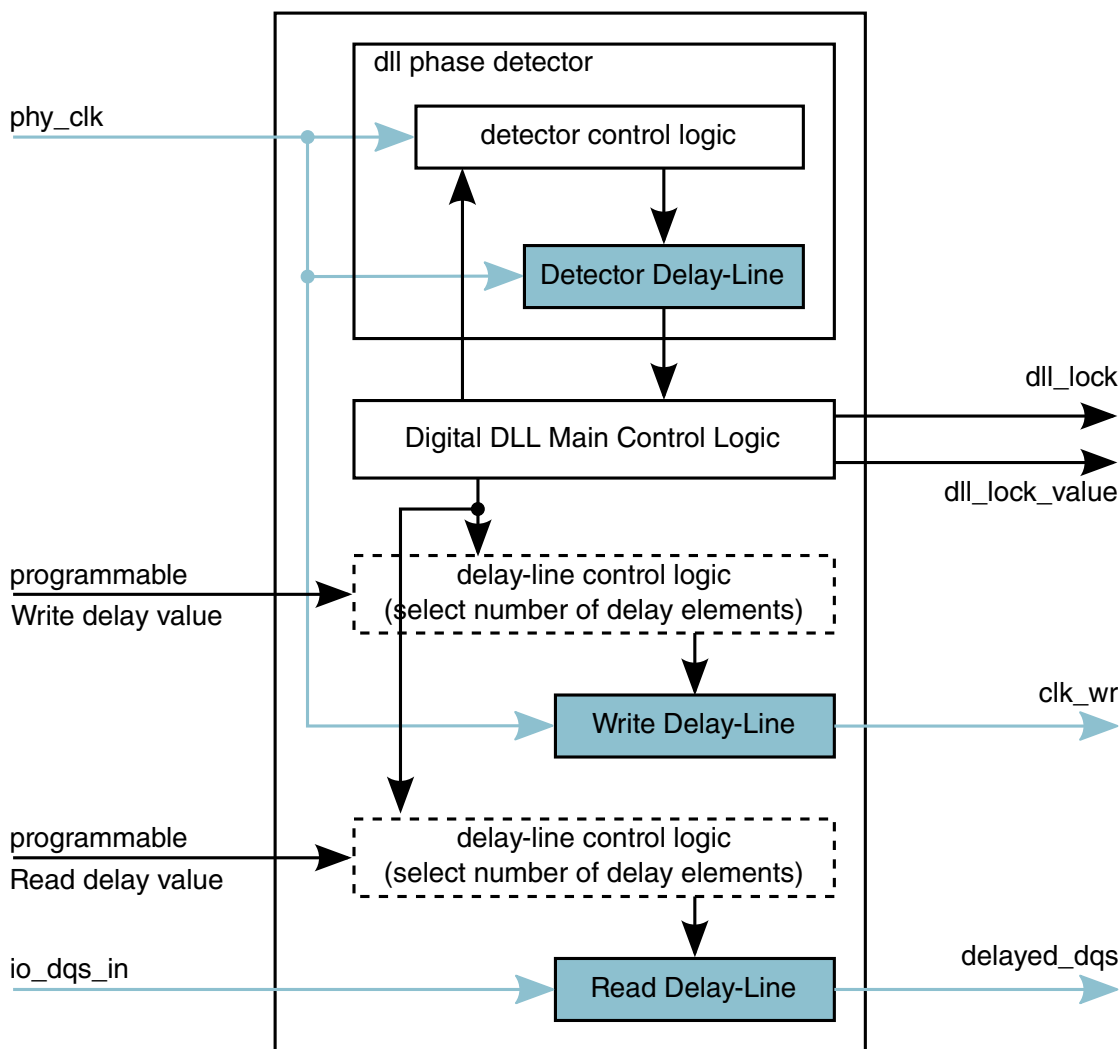 dll phase detector
phy_clk
detector control logic
Detector Delay-Line
dll_lock
Digital DLL Main Control Logic
dll_lock_value
programmable
Write delay value
delay-line control logic
(select number of delay elements)
clk_wr
Write Delay-Line
programmable
Read delay value
delay-line control logic
(select number of delay elements)
io_dqs_in
delayed_dqs
Read Delay-Line